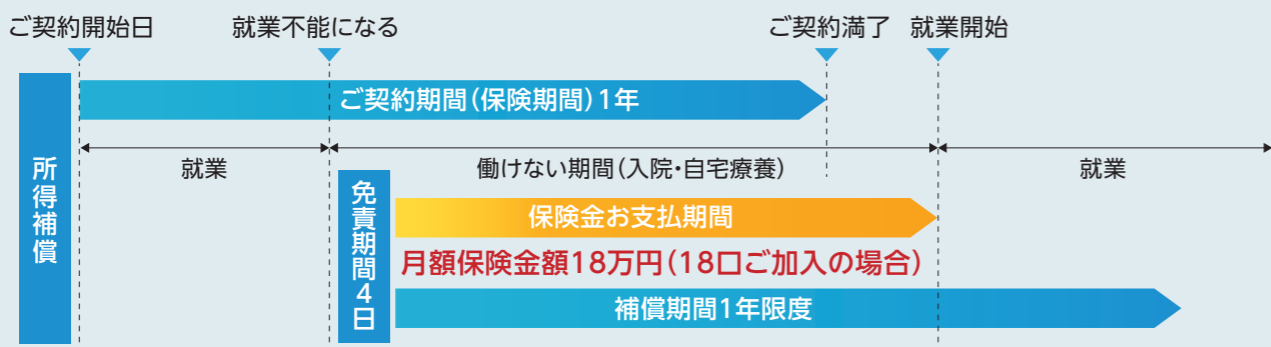 ご契約開始日
就業不能になる
ご契約満了
就業開始
所得補償
ご契約期間(保険期間)1年
就業
働けない期間(入院・自宅療養)
就業
免責期間4日
保険金お支払期間
月額保険金額18万円(18口ご加入の場合)
補償期間1年限度